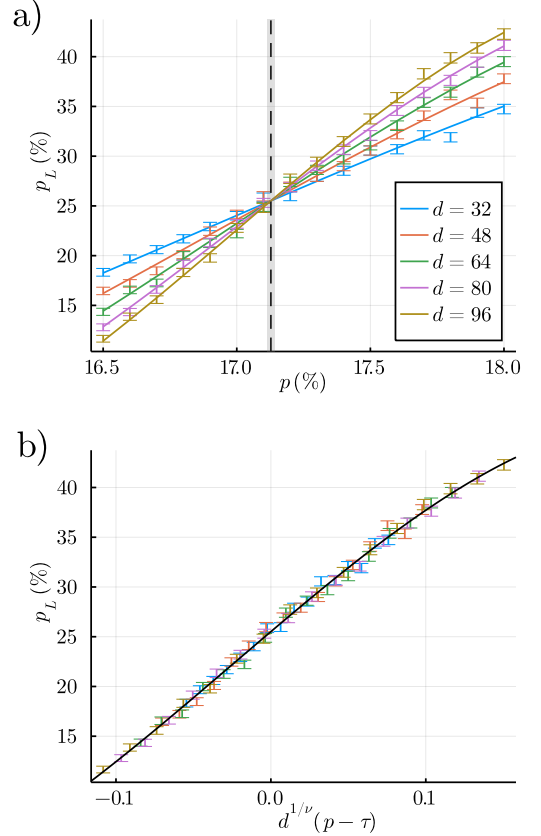 a)
p_L (%)
40
35
30
25
20
15
d = 32
d = 48
d = 64
d = 80
d = 96
16.5 17.0 17.5 18.0
p (%)
b)
p_L (%)
40
35
30
25
20
15
−0.1 0.0 0.1
d^{1/ν}(p − τ)